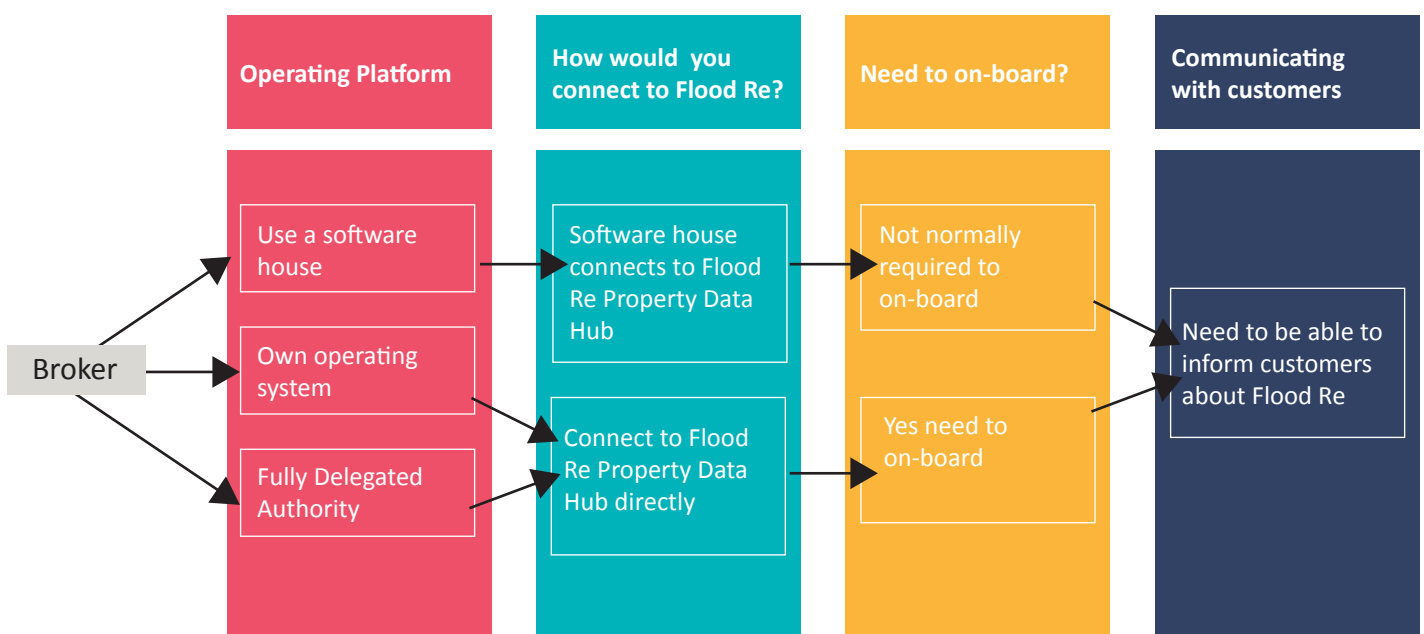 Operating Platform
How would you
connect to Flood Re?
Need to on-board?
Communicating
with customers
Broker
Use a software
house
Own operating
system
Fully Delegated
Authority
Software house
connects to Flood
Re Property Data
Hub
Connect to Flood
Re Property Data
Hub directly
Not normally
required to
on-board
Yes need to
on-board
Need to be able to
inform customers
about Flood Re